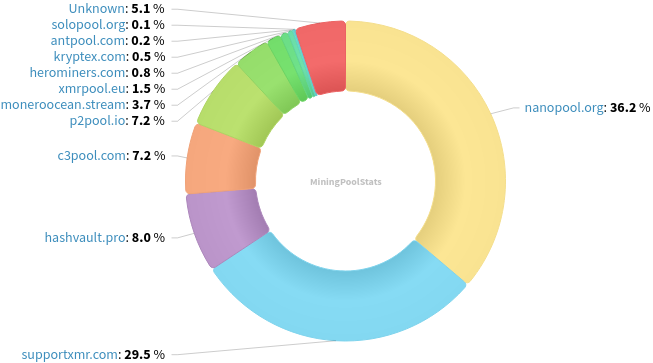 Unknown: 5.1 %
solopool.org: 0.1 %
antpool.com: 0.2 %
kryptex.com: 0.5 %
herominers.com: 0.8 %
xmrpool.eu: 1.5 %
moneroocean.stream: 3.7 %
p2pool.io: 7.2 %
c3pool.com: 7.2 %
hashvault.pro: 8.0 %
supportxmr.com: 29.5 %
nanopool.org: 36.2 %
MiningPoolStats